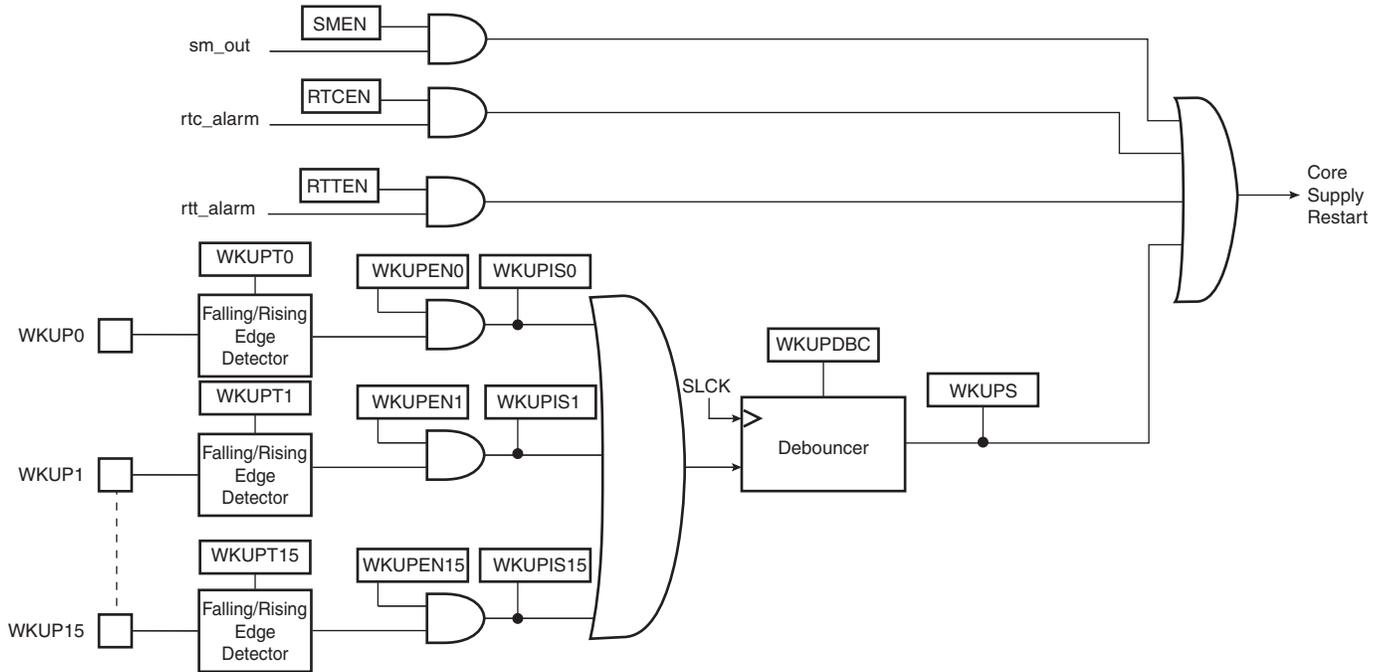 SMEN
sm_out
RTCEN
rtc_alarm
RTTEN
rtt_alarm
Core
Supply
Restart
WKUPT0
WKUPEN0
WKUPIS0
WKUP0
Falling/Rising
Edge
Detector
WKUPT1
WKUPEN1
WKUPIS1
WKUP1
Falling/Rising
Edge
Detector
WKUPDBC
SLCK
Debouncer
WKUPS
WKUPT15
WKUPEN15
WKUPIS15
WKUP15
Falling/Rising
Edge
Detector